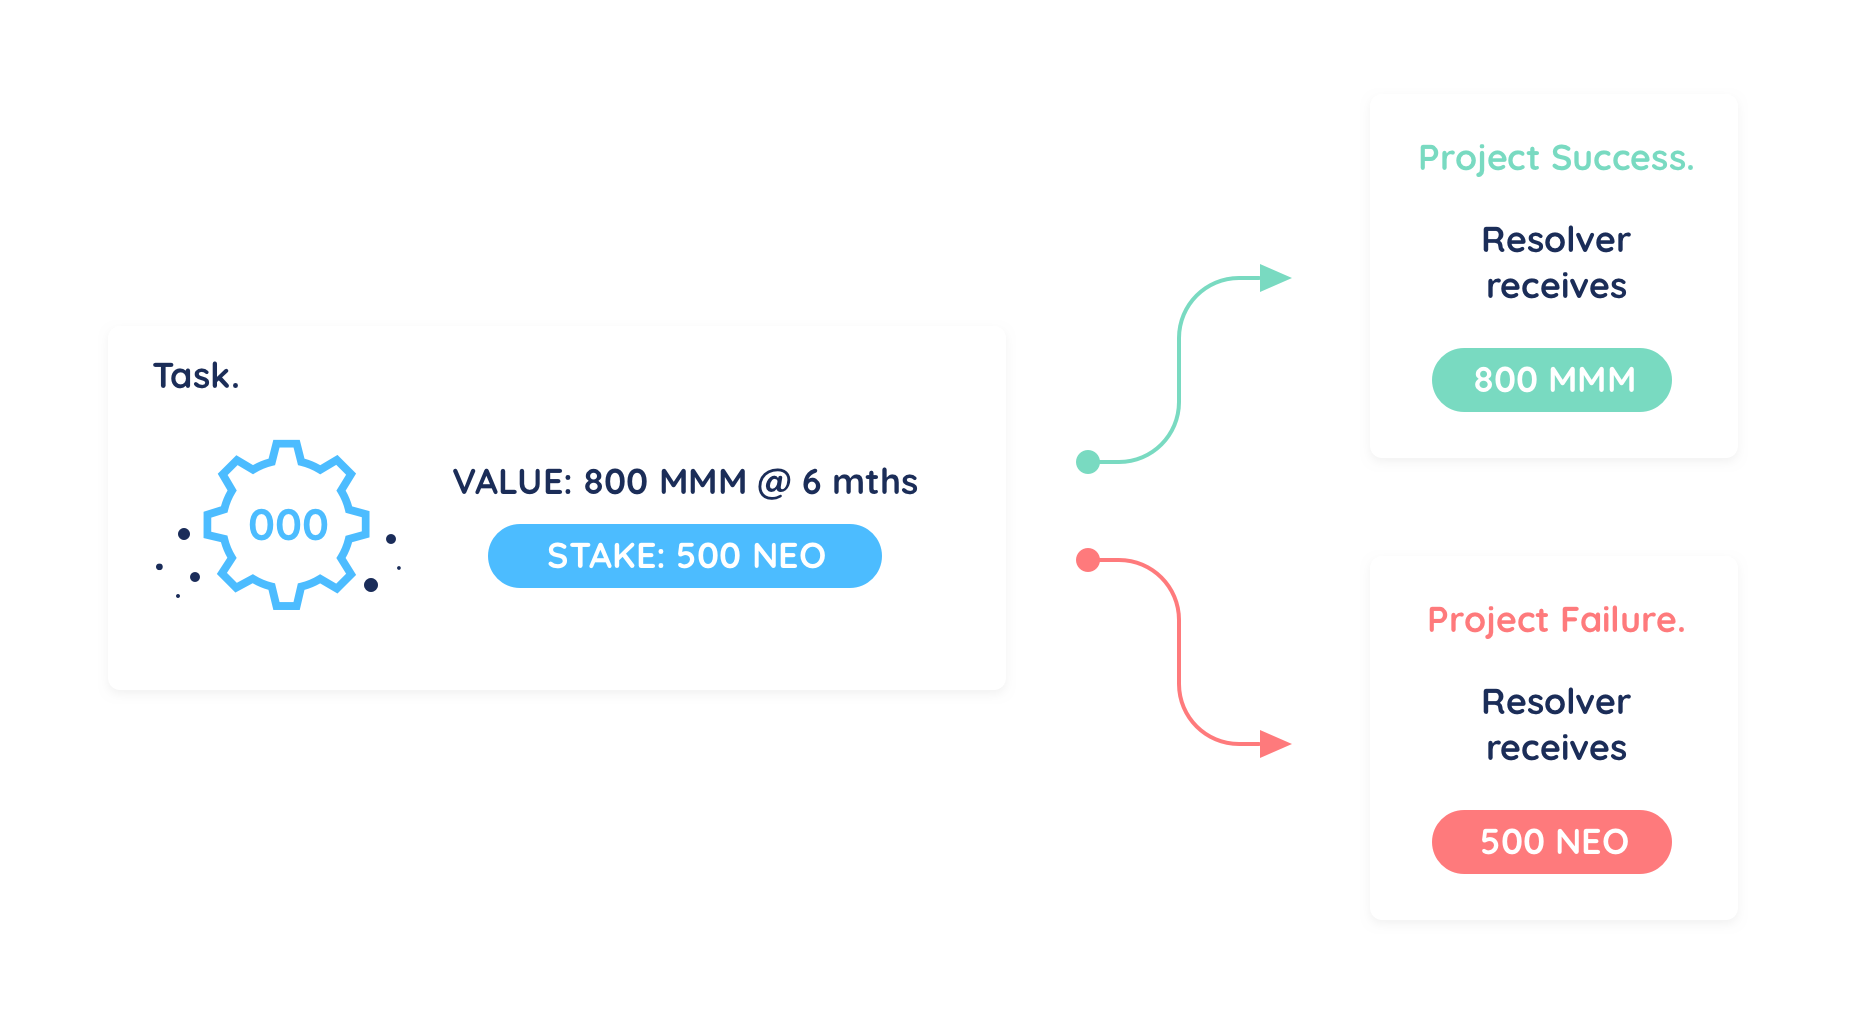 Task.
000
VALUE: 800 MMM @ 6 mths
STAKE: 500 NEO
Project Success.
Resolver
receives
800 MMM
Project Failure.
Resolver
receives
500 NEO